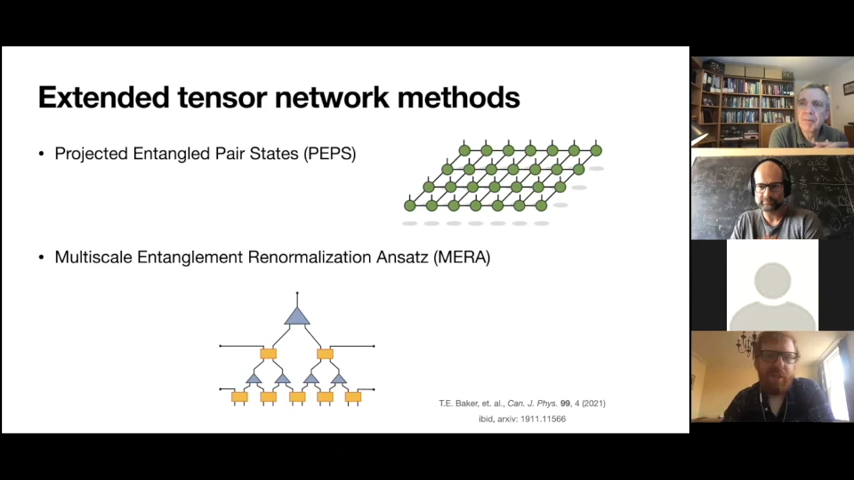 Extended tensor network methods
• Projected Entangled Pair States (PEPS)
• Multiscale Entanglement Renormalization Ansatz (MERA)
T.E. Baker, et. al., Can. J. Phys. 99, 4 (2021)
ibid, arxiv: 1911.11566